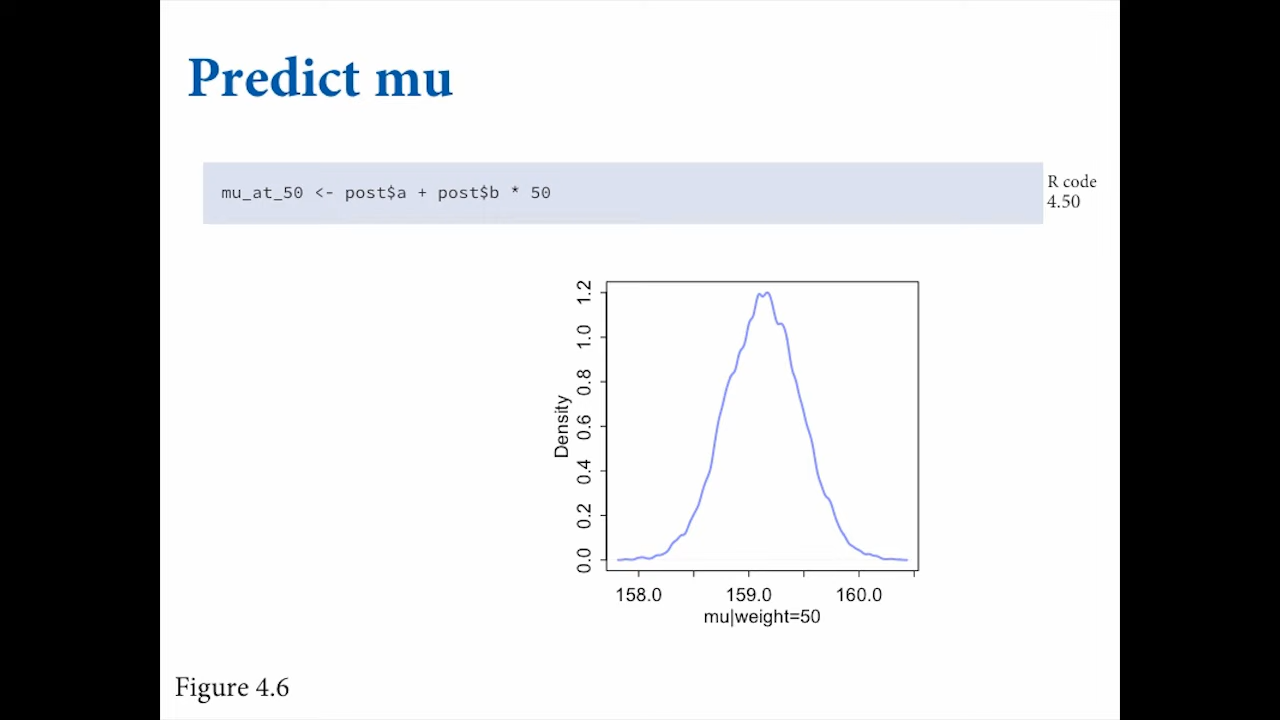 Predict mu
mu_at_50 <- post$a + post$b * 50
R code
4.50
1.2
1.0
0.8
0.6
0.4
0.2
0.0
Density
158.0 159.0 160.0
mu|weight=50
Figure 4.6